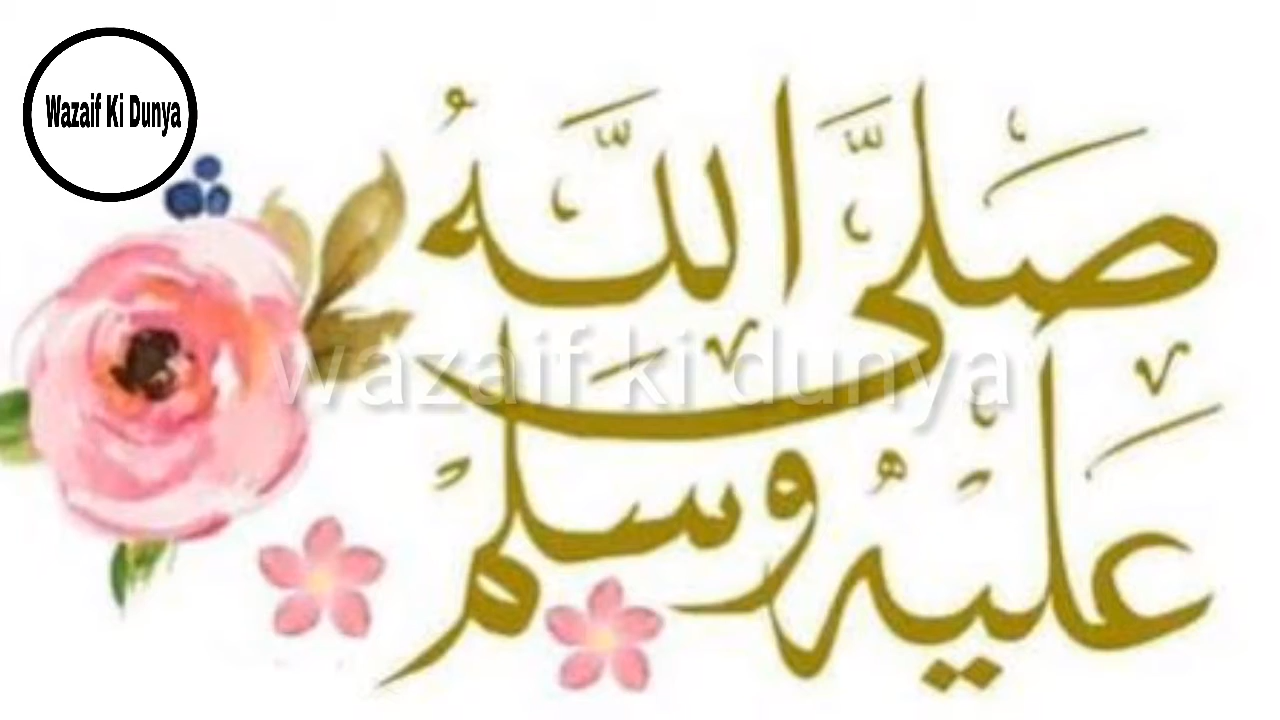 Wazaif Ki Dunya
صَلَّى اللَّهُ
عَلَيْهِ وَسَلَّمْ
wazaif ki dunya